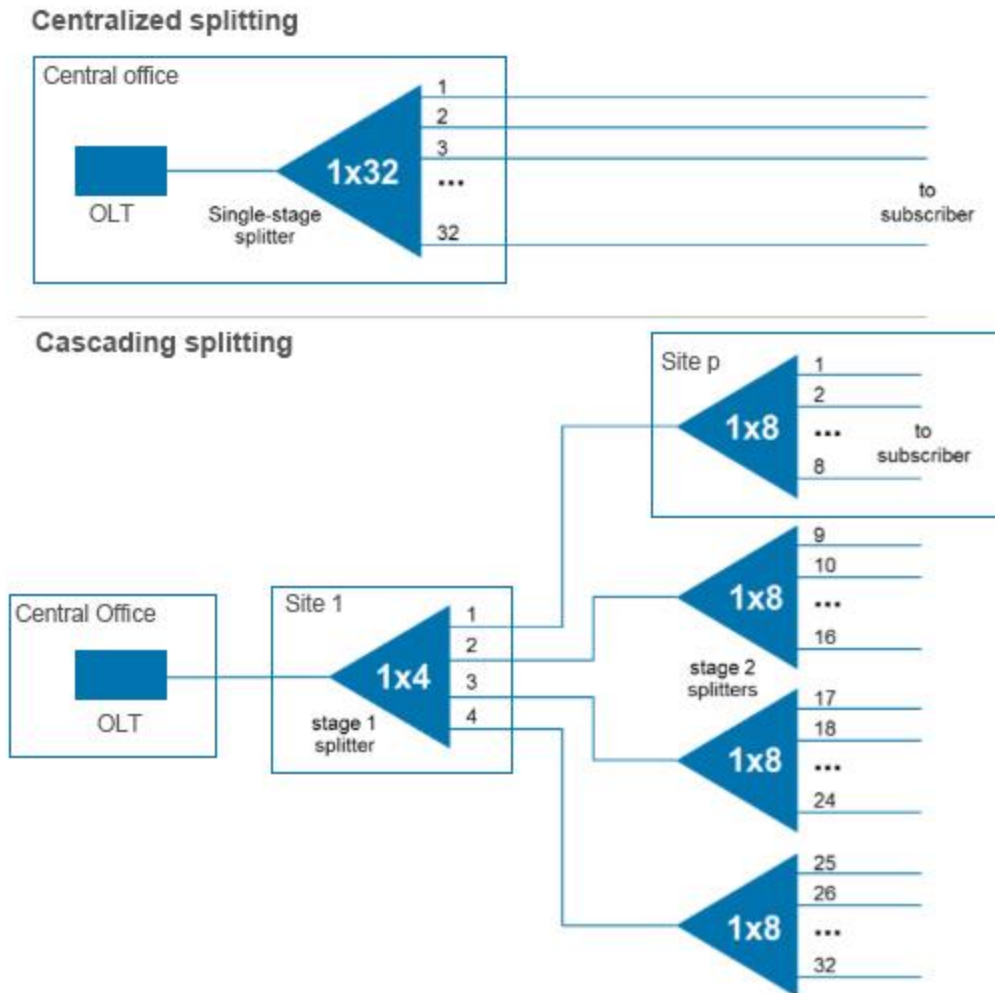 Centralized splitting
Central office
1
2
3
...
32
1x32
OLT
Single-stage
splitter
to
subscriber
Cascading splitting
Site p
1x8
1
2
...
8
to
subscriber
1x8
9
10
...
16
Central Office
OLT
Site 1
1x4
stage 1
splitter
1
2
3
4
stage 2
splitters
1x8
17
18
...
24
1x8
25
26
...
32